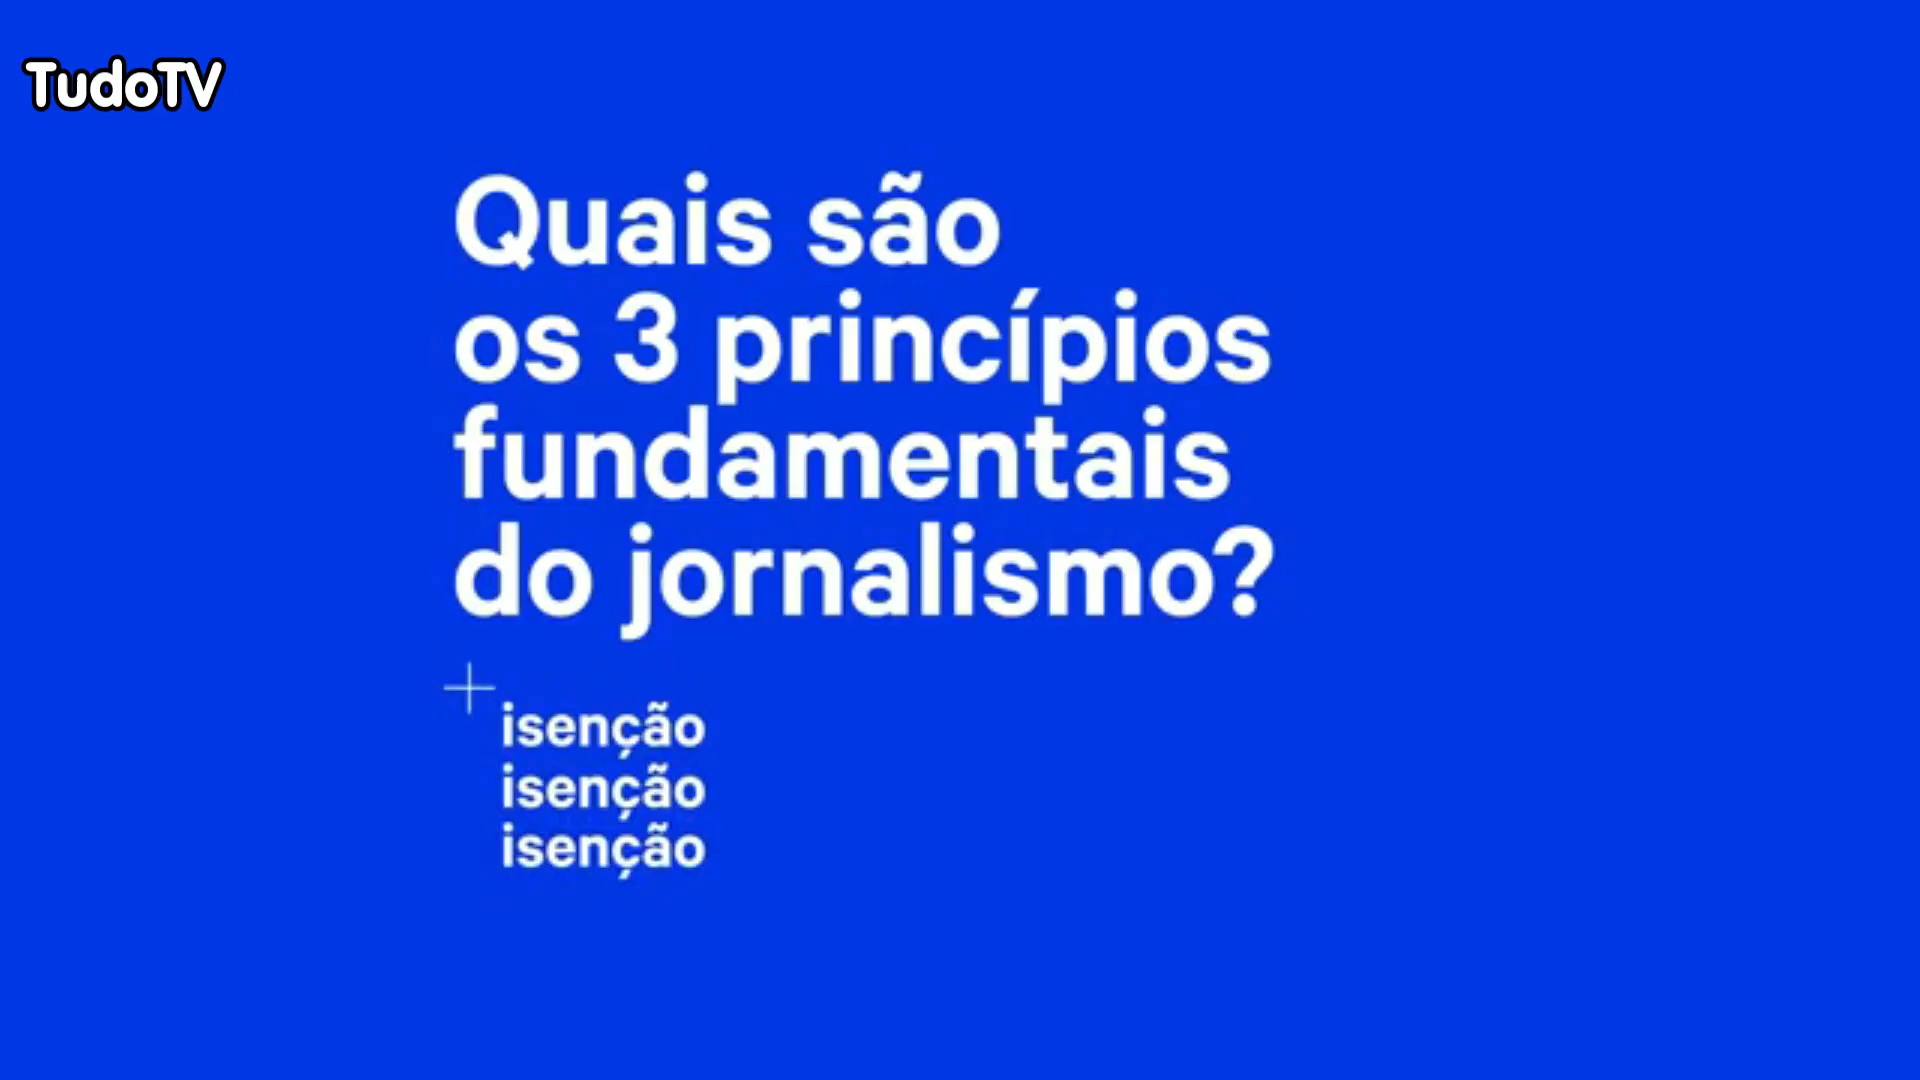 TudoTV
Quais são
os 3 princípios
fundamentais
do jornalismo?
isenção
isenção
isenção